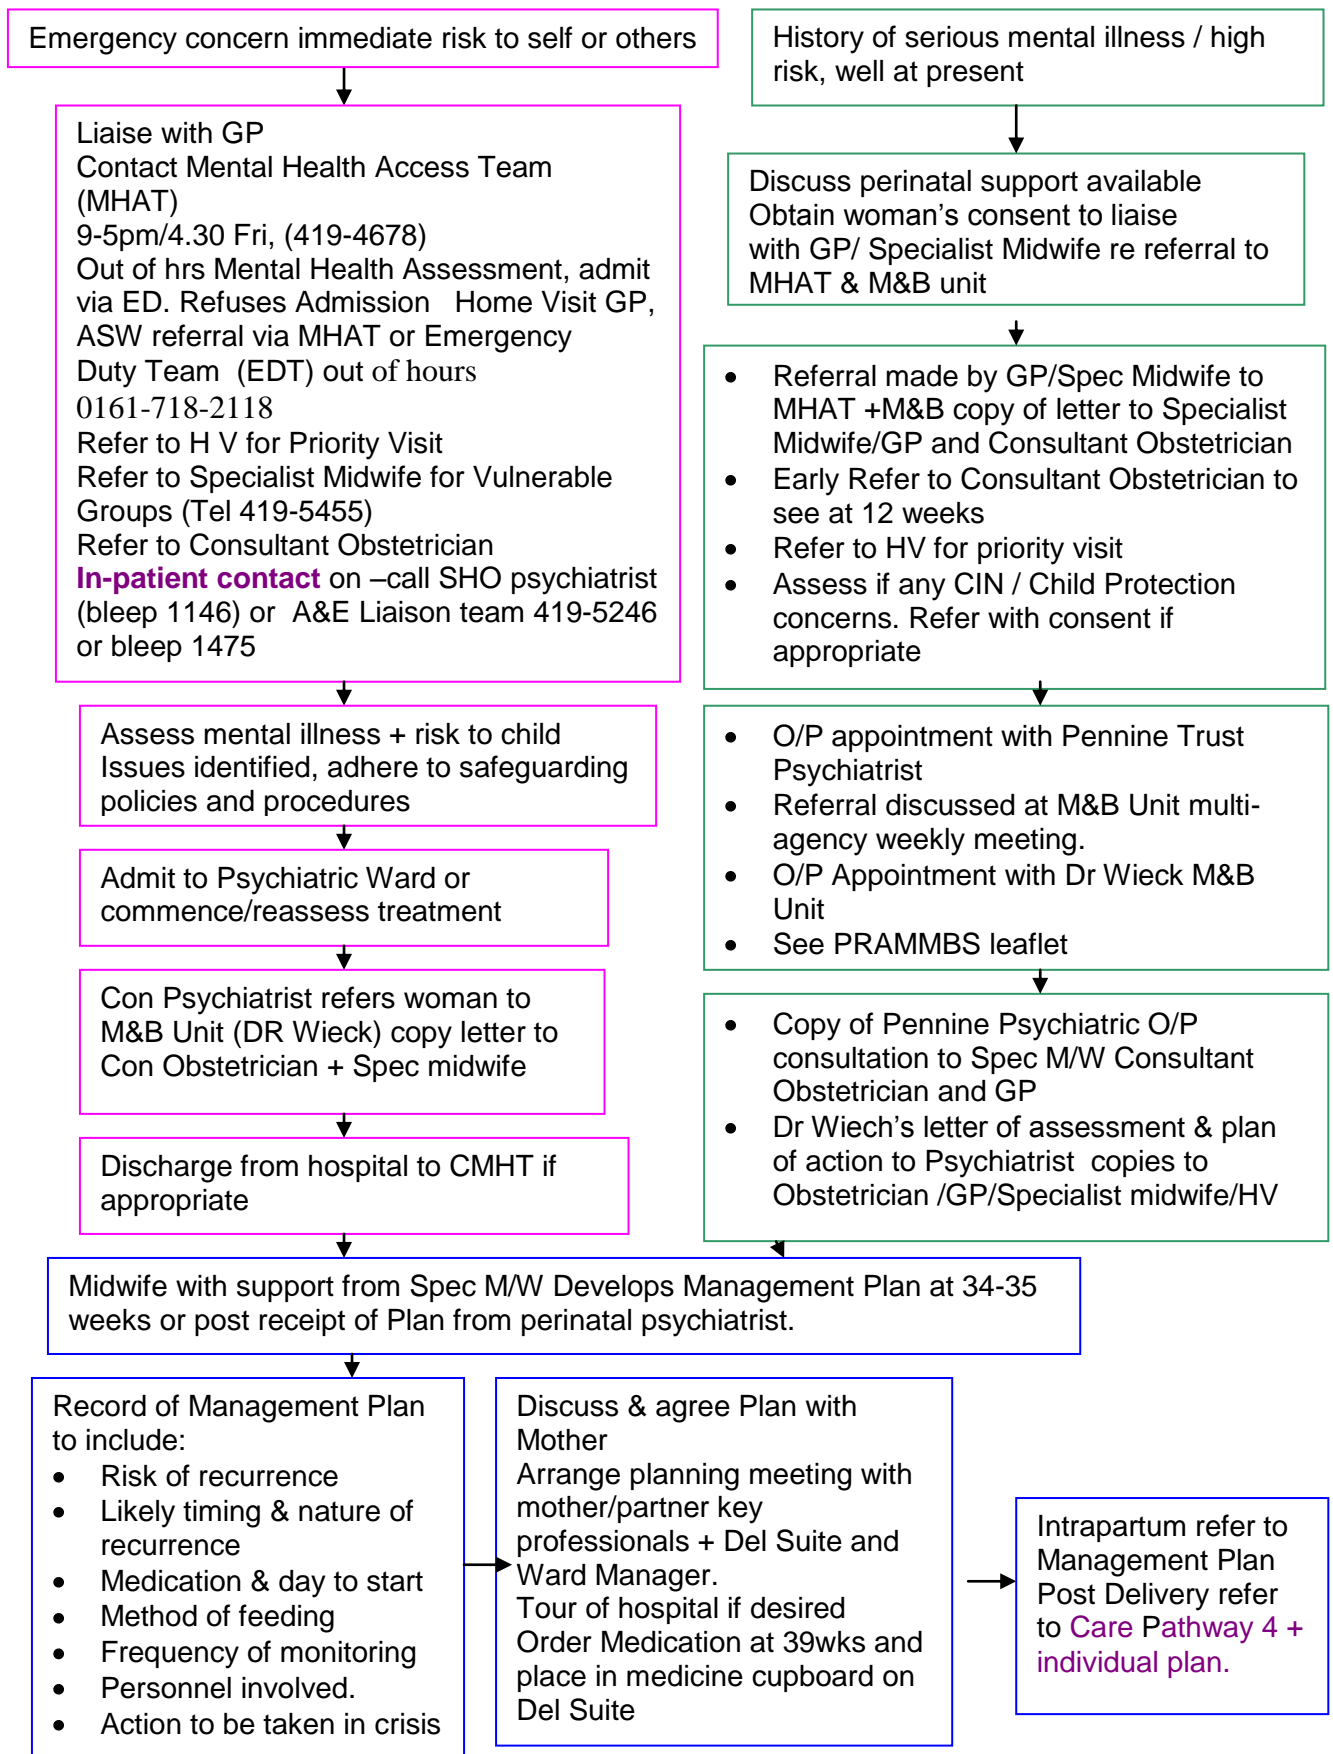 Emergency concern immediate risk to self or others
Liaise with GP
Contact Mental Health Access Team
(MHAT)
9-5pm/4.30 Fri, (419-4678)
Out of hrs Mental Health Assessment, admit
via ED. Refuses Admission   Home Visit GP,
ASW referral via MHAT or Emergency
Duty Team  (EDT) out of hours
0161-718-2118
Refer to H V for Priority Visit
Refer to Specialist Midwife for Vulnerable
Groups (Tel 419-5455)
Refer to Consultant Obstetrician
In-patient contact on –call SHO psychiatrist
(bleep 1146) or  A&E Liaison team 419-5246
or bleep 1475
Assess mental illness + risk to child
Issues identified, adhere to safeguarding
policies and procedures
Admit to Psychiatric Ward or
commence/reassess treatment
Con Psychiatrist refers woman to
M&B Unit (DR Wieck) copy letter to
Con Obstetrician + Spec midwife
Discharge from hospital to CMHT if
appropriate
History of serious mental illness / high
risk, well at present
Discuss perinatal support available
Obtain woman's consent to liaise
with GP/ Specialist Midwife re referral to
MHAT & M&B unit
• Referral made by GP/Spec Midwife to
MHAT +M&B copy of letter to Specialist
Midwife/GP and Consultant Obstetrician
• Early Refer to Consultant Obstetrician to
see at 12 weeks
• Refer to HV for priority visit
• Assess if any CIN / Child Protection
concerns. Refer with consent if
appropriate
• O/P appointment with Pennine Trust
Psychiatrist
• Referral discussed at M&B Unit multi-
agency weekly meeting.
• O/P Appointment with Dr Wieck M&B
Unit
• See PRAMMBS leaflet
• Copy of Pennine Psychiatric O/P
consultation to Spec M/W Consultant
Obstetrician and GP
• Dr Wiech's letter of assessment & plan
of action to Psychiatrist  copies to
Obstetrician /GP/Specialist midwife/HV
Midwife with support from Spec M/W Develops Management Plan at 34-35
weeks or post receipt of Plan from perinatal psychiatrist.
Record of Management Plan
to include:
• Risk of recurrence
• Likely timing & nature of
recurrence
• Medication & day to start
• Method of feeding
• Frequency of monitoring
• Personnel involved.
• Action to be taken in crisis
Discuss & agree Plan with
Mother
Arrange planning meeting with
mother/partner key
professionals + Del Suite and
Ward Manager.
Tour of hospital if desired
Order Medication at 39wks and
place in medicine cupboard on
Del Suite
Intrapartum refer to
Management Plan
Post Delivery refer
to Care Pathway 4 +
individual plan.